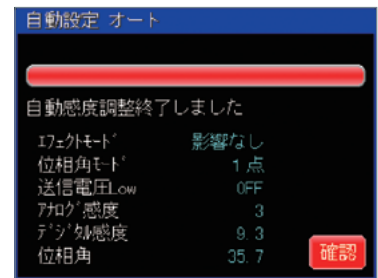 自動設定 オート
自動感度調整終了しました
ｴﾌｪｸﾄﾓｰﾄﾞ 影響なし
位相角ﾓｰﾄﾞ 1点
送信電圧Low OFF
ｱﾅﾛｸﾞ感度 3
ﾃﾞｼﾞﾀﾙ感度 9.3
位相角 35.7
確認